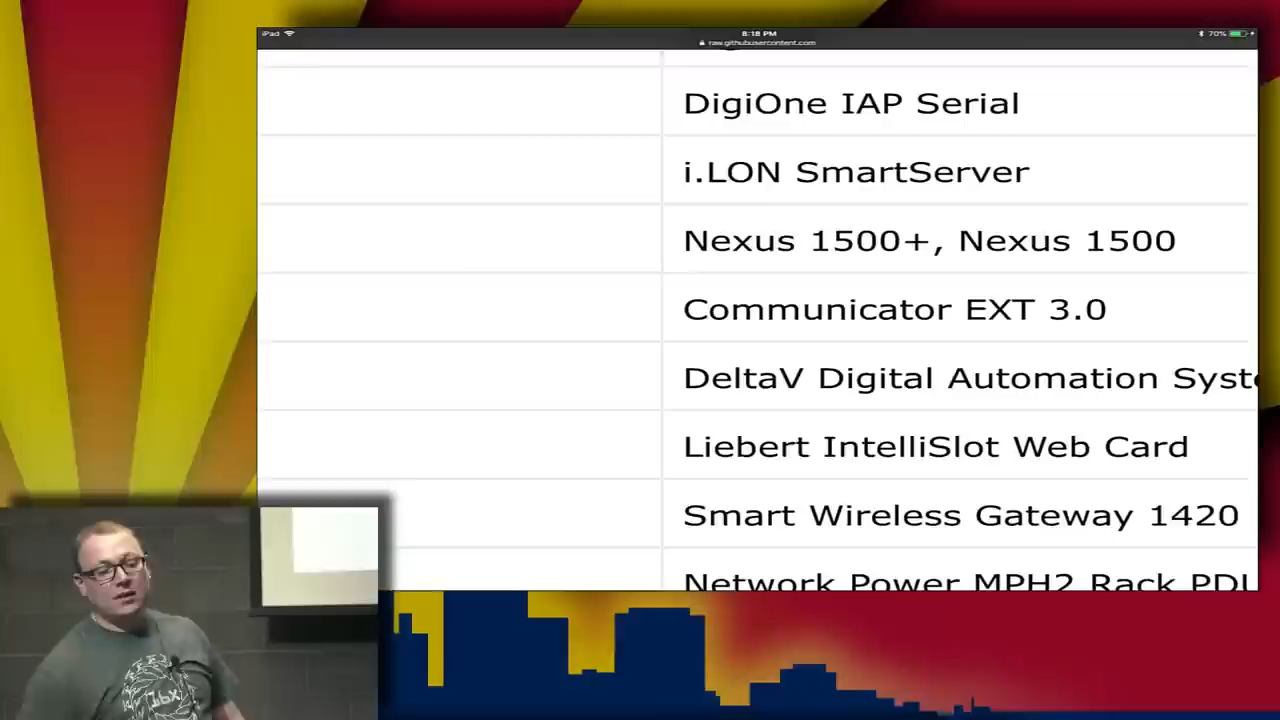 iPad
8:18 PM
70%
raw.githubusercontent.com
DigiOne IAP Serial
i.LON SmartServer
Nexus 1500+, Nexus 1500
Communicator EXT 3.0
DeltaV Digital Automation Syste
Liebert IntelliSlot Web Card
Smart Wireless Gateway 1420
Network Power MPH2 Rack PDU